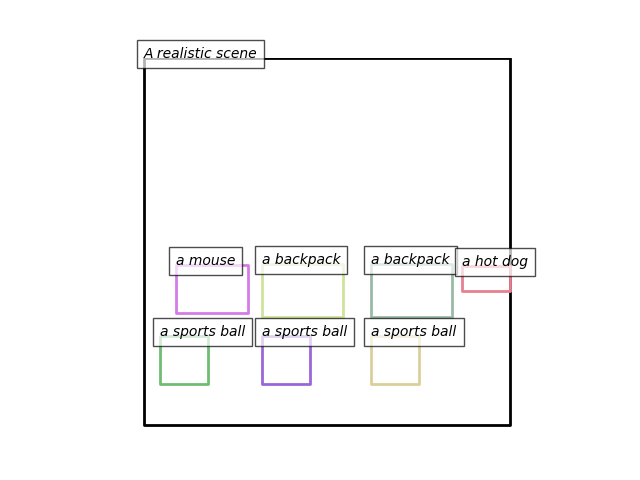 A realistic scene
a mouse
a backpack
a backpack
a hot dog
a sports ball
a sports ball
a sports ball